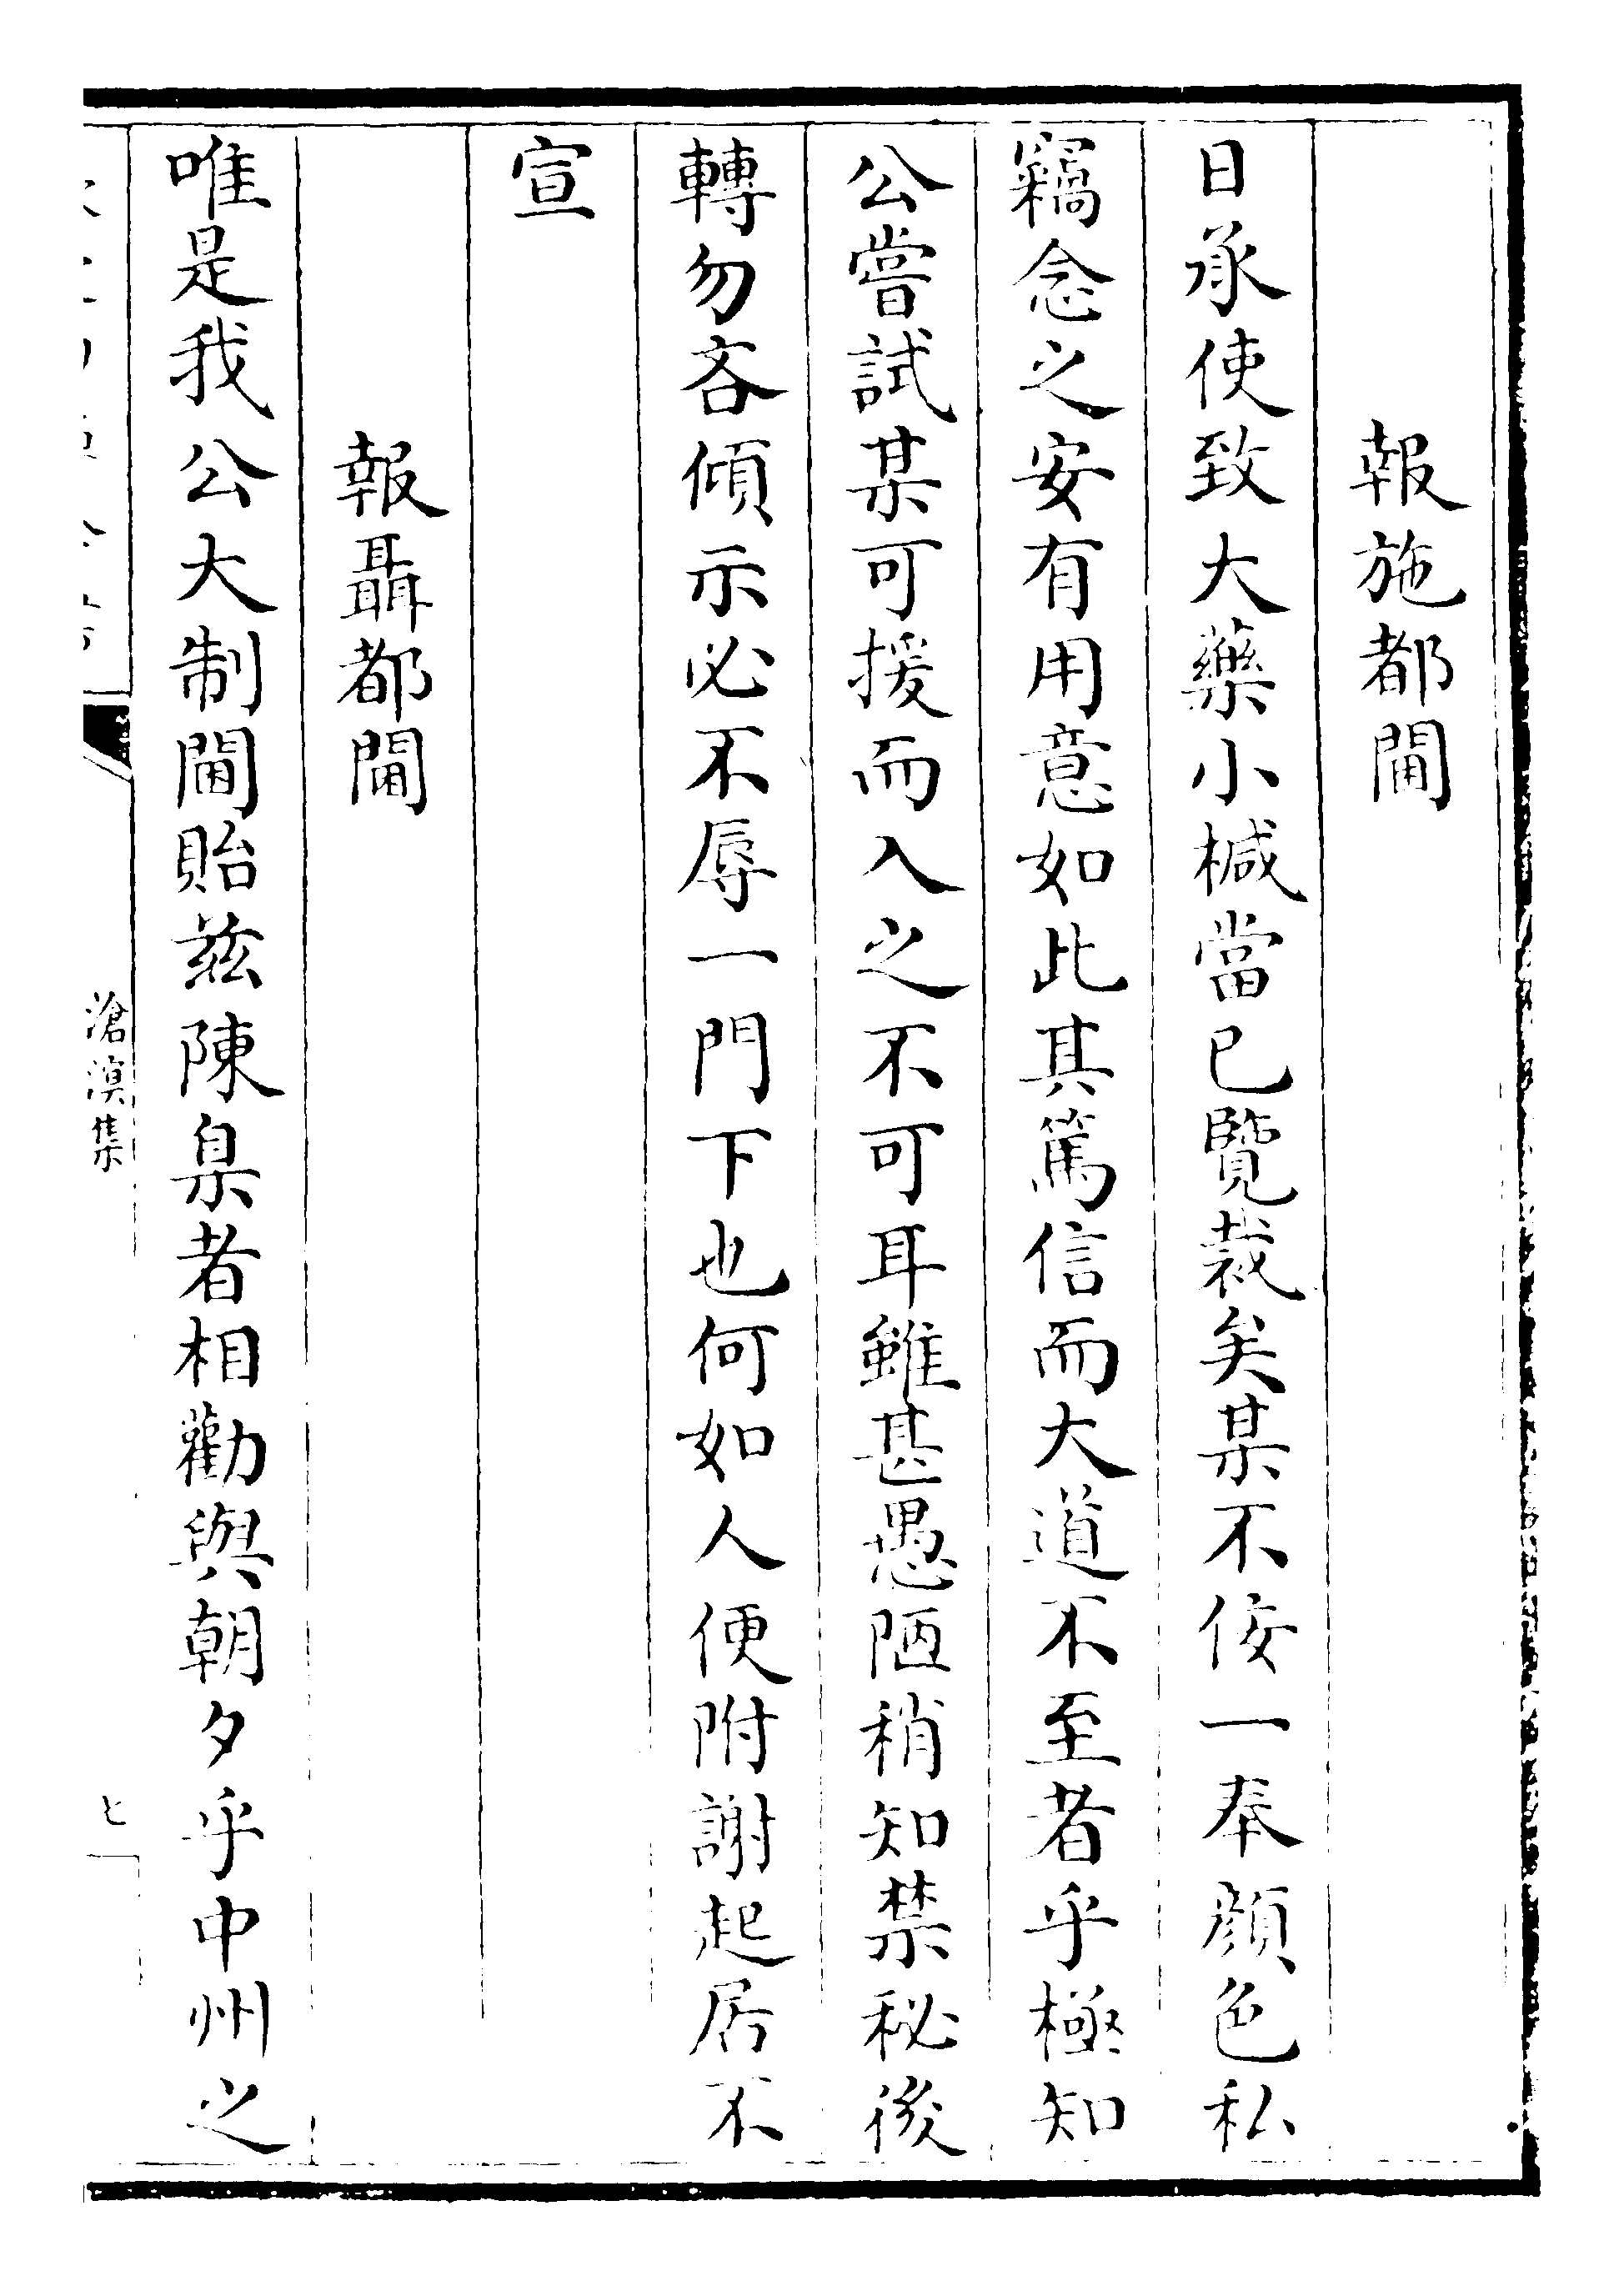 報施都閫
日承使致大藥小椷當已覽裁矣某不佞一奉顔色私
竊念之安有用意如此其篤信而大道不至者乎極知
公嘗試某可援而入之不可耳雖甚愚陋稍知禁秘後
轉勿吝傾示必不辱一門下也何如人便附謝起居不
宣
報聶都閫
唯是我公大制閫貽兹陳臬者相勸與朝夕乎中州之
滄溟集
七